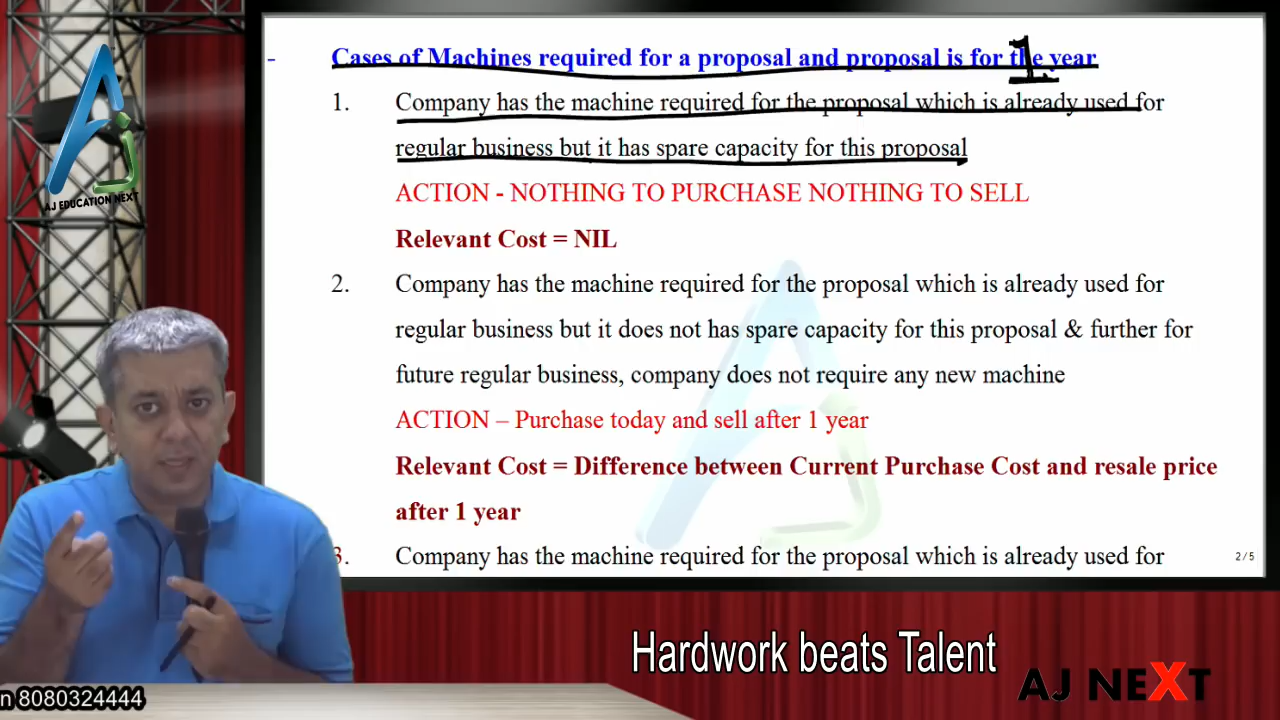 - Cases of Machines required for a proposal and proposal is for the year
1
1. Company has the machine required for the proposal which is already used for
regular business but it has spare capacity for this proposal
ACTION - NOTHING TO PURCHASE NOTHING TO SELL
Relevant Cost = NIL
2. Company has the machine required for the proposal which is already used for
regular business but it does not has spare capacity for this proposal & further for
future regular business, company does not require any new machine
ACTION – Purchase today and sell after 1 year
Relevant Cost = Difference between Current Purchase Cost and resale price
after 1 year
3. Company has the machine required for the proposal which is already used for
2/5
AJ EDUCATION NEXT
Hardwork beats Talent
AJ NEXT
n 8080324444